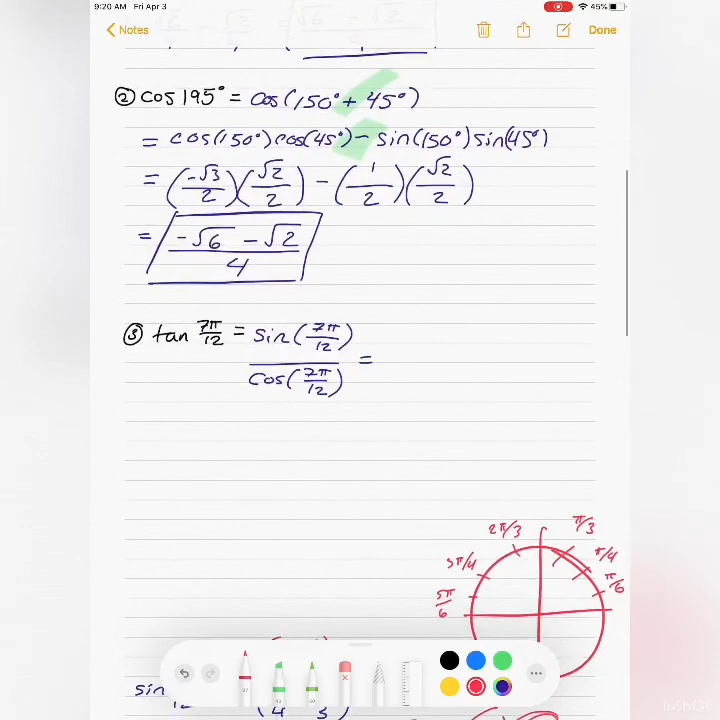 9:20 AM Fri Apr 3
45%
Notes
Done
② cos 195° = cos(150° + 45°)
= cos(150°)cos(45°) - sin(150°)sin(45°)
= (-√3/2)(√2/2) - (1/2)(√2/2)
= -√6 - √2 / 4
③ tan 7π/12 = sin(7π/12) / cos(7π/12) =
2π/3
π/3
3π/4
π/4
5π/6
π/6
sin
InShOt